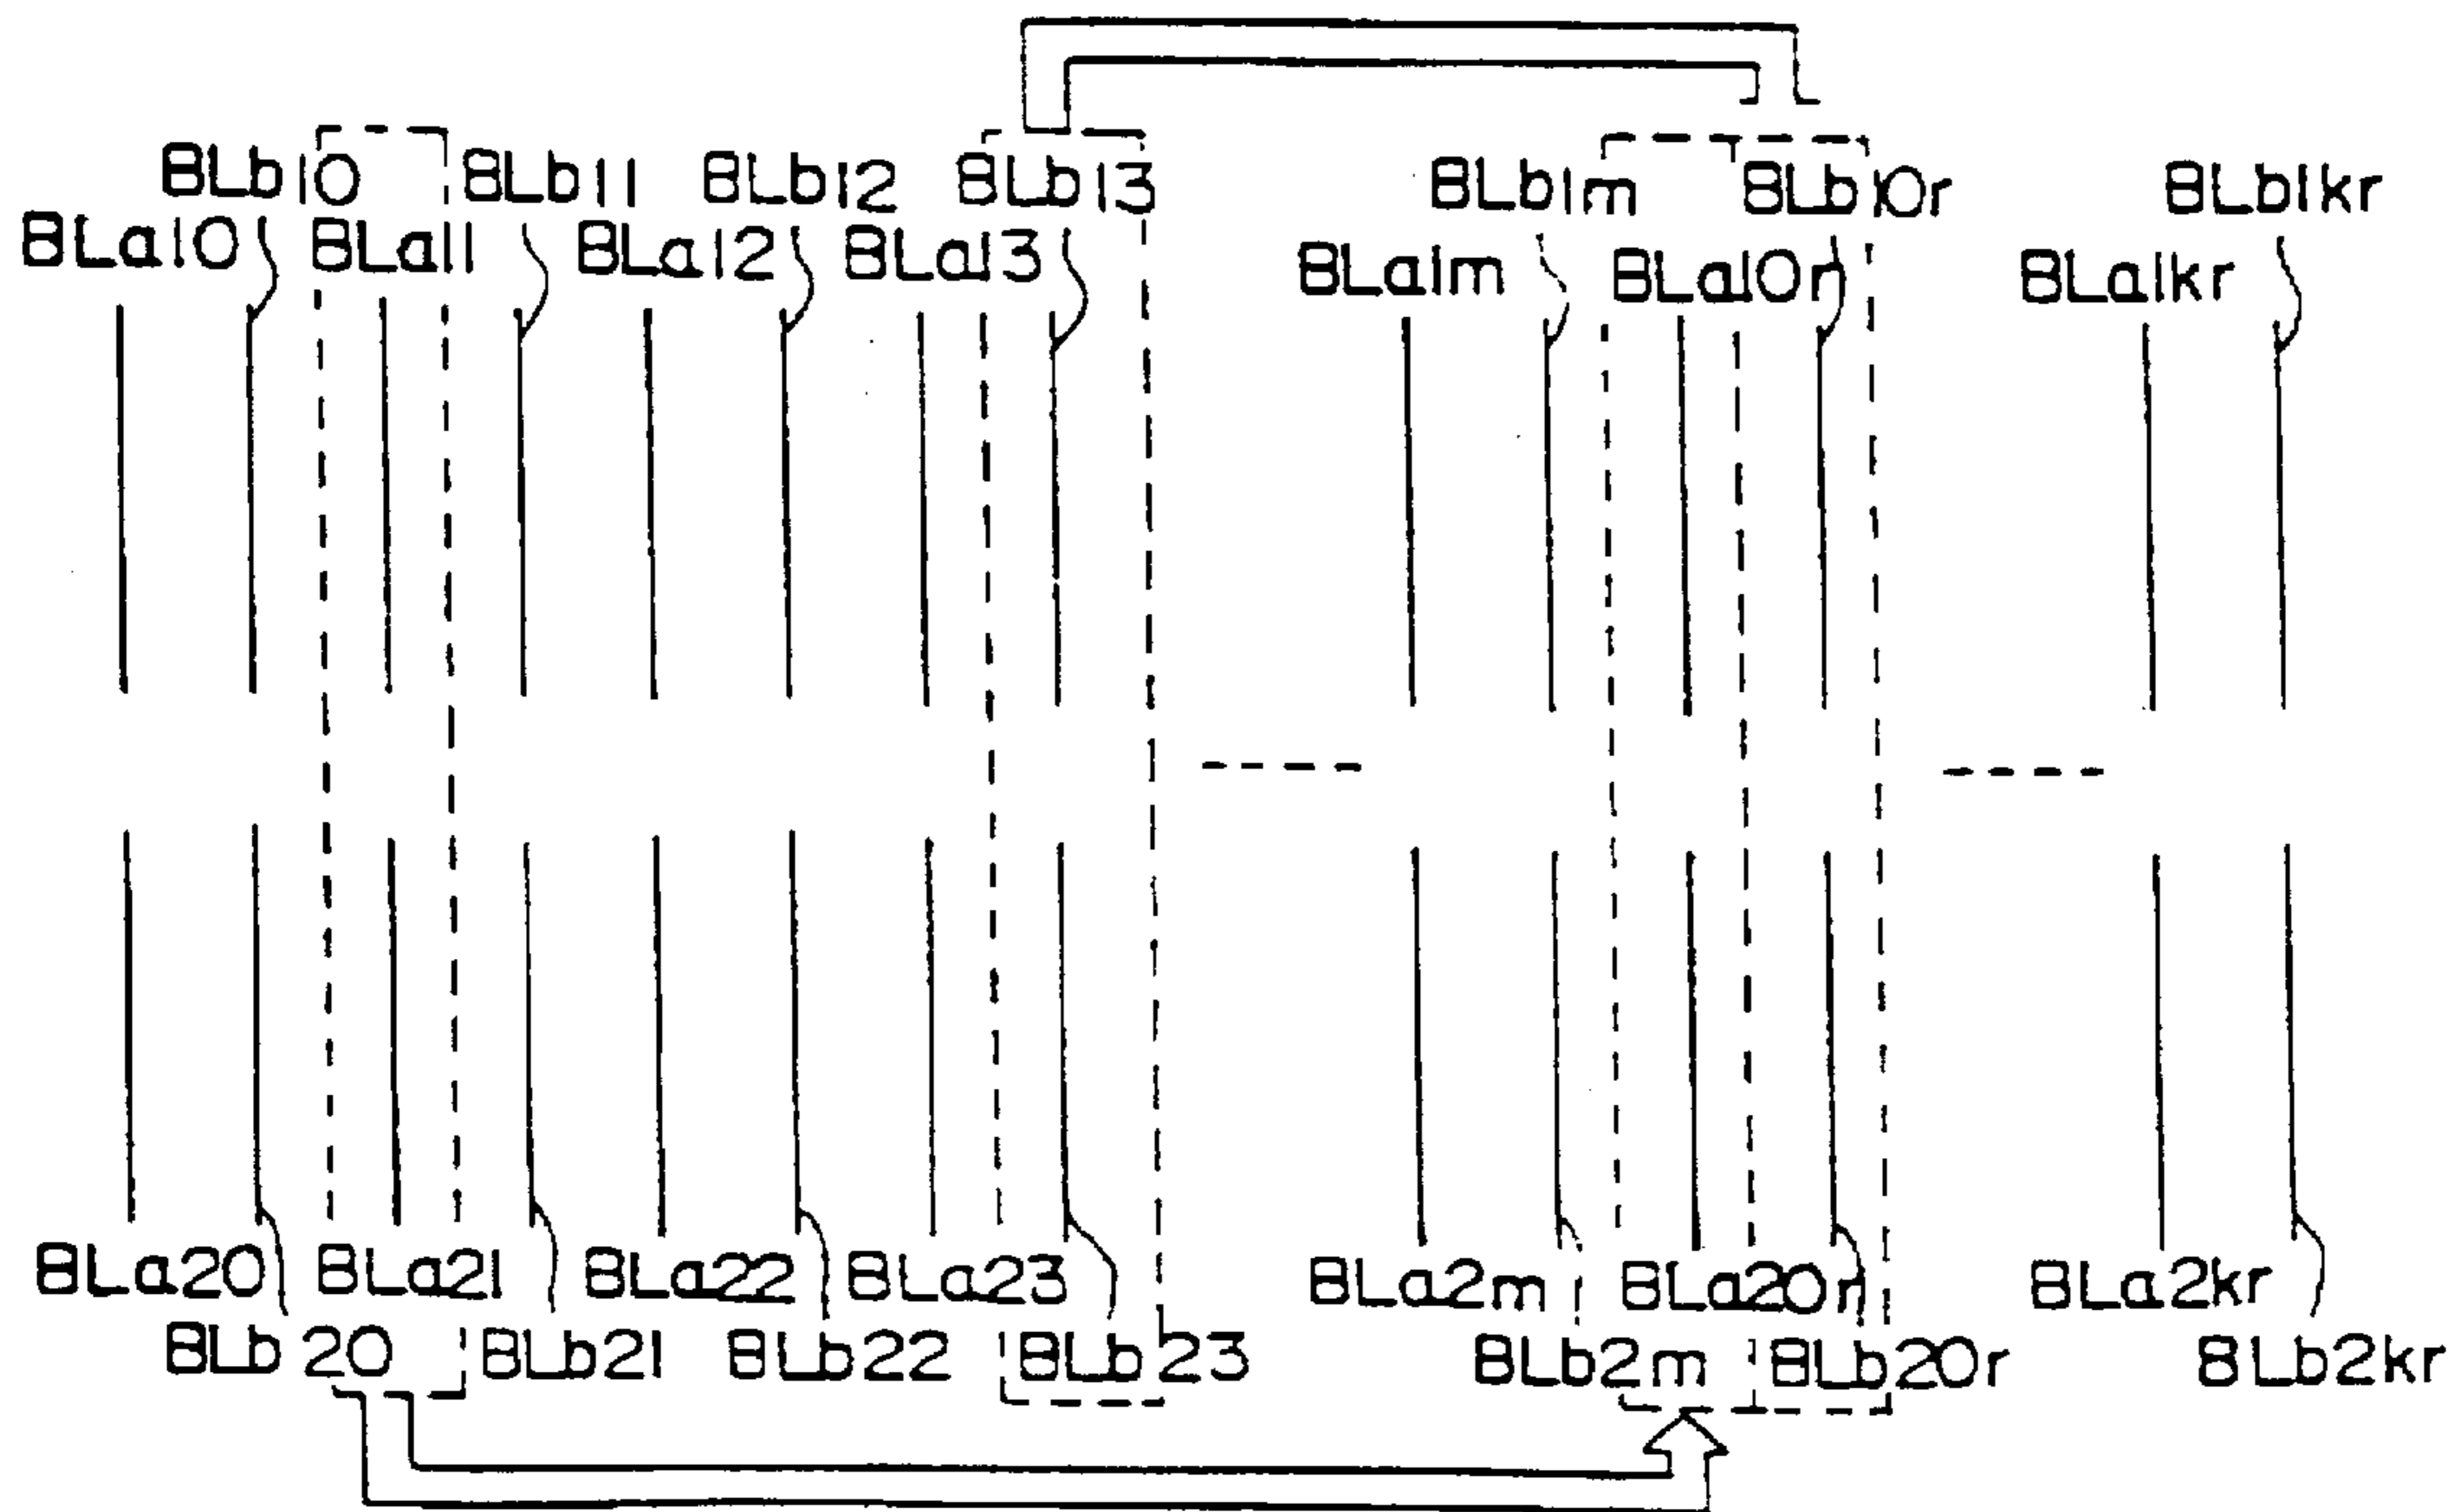 BLb10 BLb11 BLb12 BLb13 BLb1m BLb10r BLb1kr
BLa10 BLa11 BLa12 BLa13 BLa1m BLa10r BLa1kr
BLa20 BLa21 BLa22 BLa23 BLa2m BLa20r BLa2kr
BLb20 BLb21 BLb22 BLb23 BLb2m BLb20r BLb2kr